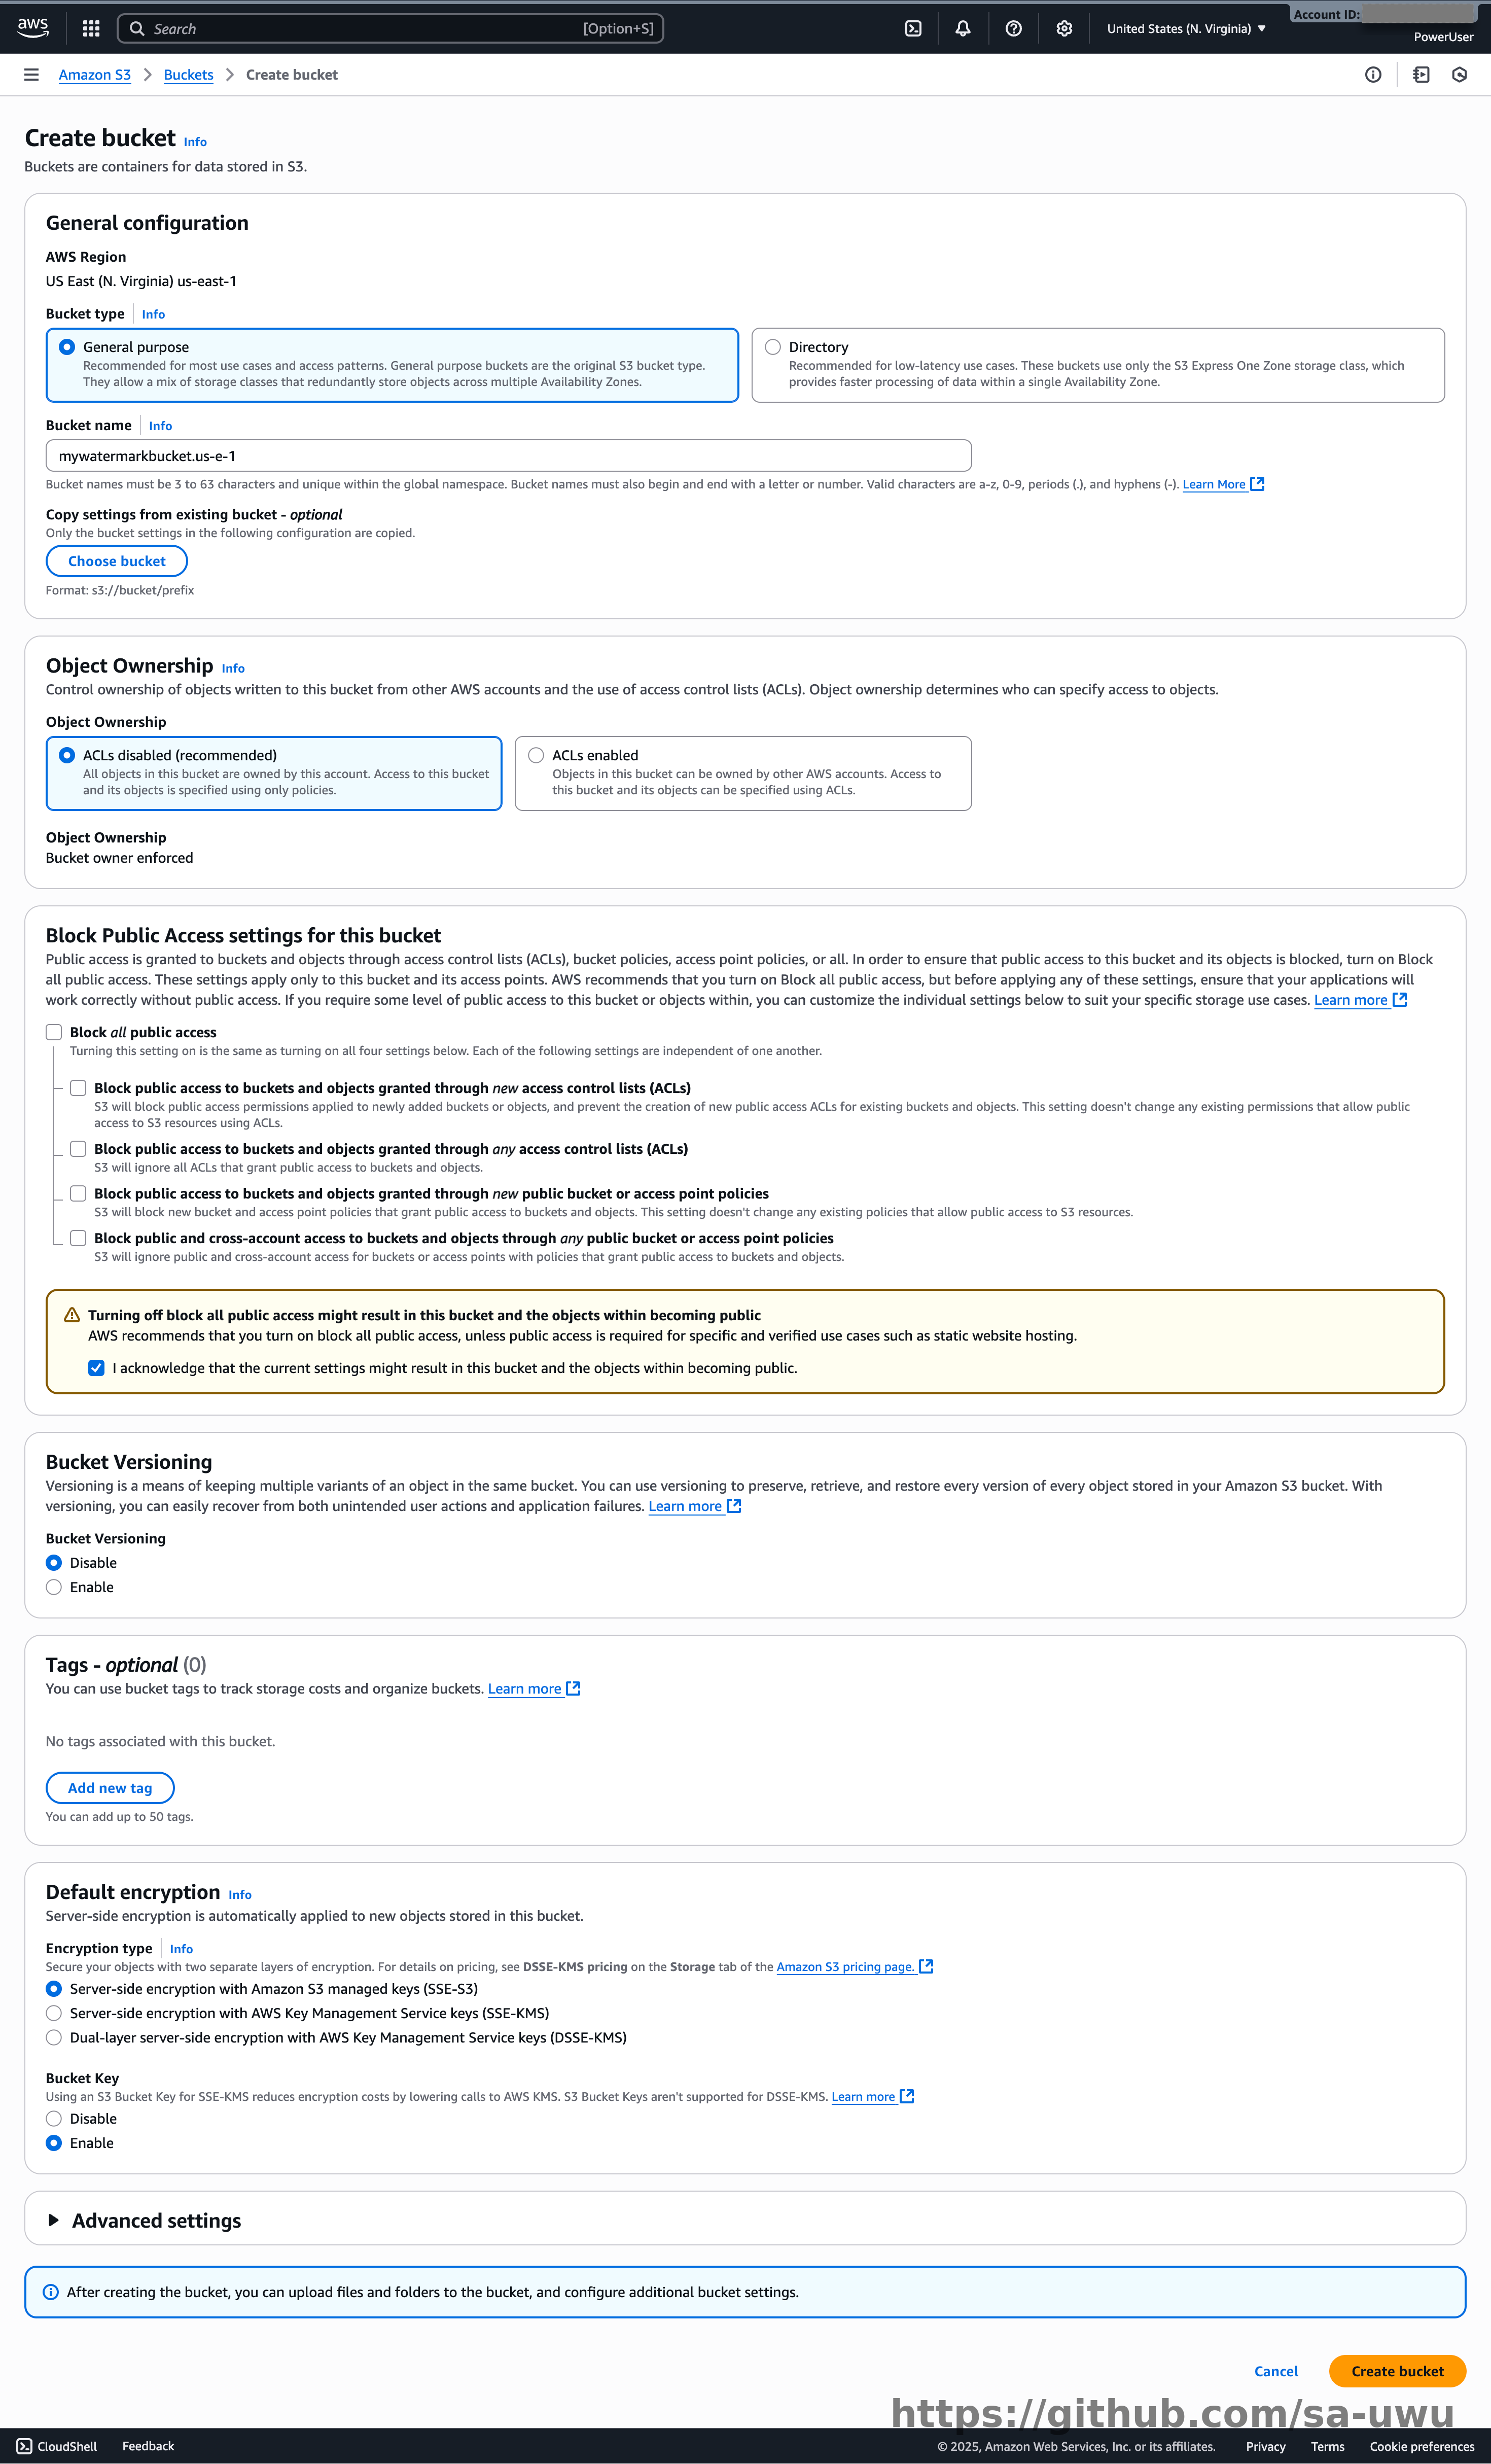 aws
Search
[Option+S]
United States (N. Virginia)
Account ID:
PowerUser
Amazon S3
Buckets
Create bucket
Create bucket Info
Buckets are containers for data stored in S3.
General configuration
AWS Region
US East (N. Virginia) us-east-1
Bucket type Info
General purpose
Recommended for most use cases and access patterns. General purpose buckets are the original S3 bucket type.
They allow a mix of storage classes that redundantly store objects across multiple Availability Zones.
Directory
Recommended for low-latency use cases. These buckets use only the S3 Express One Zone storage class, which
provides faster processing of data within a single Availability Zone.
Bucket name Info
mywatermarkbucket.us-e-1
Bucket names must be 3 to 63 characters and unique within the global namespace. Bucket names must also begin and end with a letter or number. Valid characters are a-z, 0-9, periods (.), and hyphens (-). Learn More
Copy settings from existing bucket - optional
Only the bucket settings in the following configuration are copied.
Choose bucket
Format: s3://bucket/prefix
Object Ownership Info
Control ownership of objects written to this bucket from other AWS accounts and the use of access control lists (ACLs). Object ownership determines who can specify access to objects.
Object Ownership
ACLs disabled (recommended)
All objects in this bucket are owned by this account. Access to this bucket
and its objects is specified using only policies.
ACLs enabled
Objects in this bucket can be owned by other AWS accounts. Access to
this bucket and its objects can be specified using ACLs.
Object Ownership
Bucket owner enforced
Block Public Access settings for this bucket
Public access is granted to buckets and objects through access control lists (ACLs), bucket policies, access point policies, or all. In order to ensure that public access to this bucket and its objects is blocked, turn on Block
all public access. These settings apply only to this bucket and its access points. AWS recommends that you turn on Block all public access, but before applying any of these settings, ensure that your applications will
work correctly without public access. If you require some level of public access to this bucket or objects within, you can customize the individual settings below to suit your specific storage use cases. Learn more
Block all public access
Turning this setting on is the same as turning on all four settings below. Each of the following settings are independent of one another.
Block public access to buckets and objects granted through new access control lists (ACLs)
S3 will block public access permissions applied to newly added buckets or objects, and prevent the creation of new public access ACLs for existing buckets and objects. This setting doesn't change any existing permissions that allow public
access to S3 resources using ACLs.
Block public access to buckets and objects granted through any access control lists (ACLs)
S3 will ignore all ACLs that grant public access to buckets and objects.
Block public access to buckets and objects granted through new public bucket or access point policies
S3 will block new bucket and access point policies that grant public access to buckets and objects. This setting doesn't change any existing policies that allow public access to S3 resources.
Block public and cross-account access to buckets and objects through any public bucket or access point policies
S3 will ignore public and cross-account access for buckets or access points with policies that grant public access to buckets and objects.
Turning off block all public access might result in this bucket and the objects within becoming public
AWS recommends that you turn on block all public access, unless public access is required for specific and verified use cases such as static website hosting.
I acknowledge that the current settings might result in this bucket and the objects within becoming public.
Bucket Versioning
Versioning is a means of keeping multiple variants of an object in the same bucket. You can use versioning to preserve, retrieve, and restore every version of every object stored in your Amazon S3 bucket. With
versioning, you can easily recover from both unintended user actions and application failures. Learn more
Bucket Versioning
Disable
Enable
Tags - optional (0)
You can use bucket tags to track storage costs and organize buckets. Learn more
No tags associated with this bucket.
Add new tag
You can add up to 50 tags.
Default encryption Info
Server-side encryption is automatically applied to new objects stored in this bucket.
Encryption type Info
Secure your objects with two separate layers of encryption. For details on pricing, see DSSE-KMS pricing on the Storage tab of the Amazon S3 pricing page.
Server-side encryption with Amazon S3 managed keys (SSE-S3)
Server-side encryption with AWS Key Management Service keys (SSE-KMS)
Dual-layer server-side encryption with AWS Key Management Service keys (DSSE-KMS)
Bucket Key
Using an S3 Bucket Key for SSE-KMS reduces encryption costs by lowering calls to AWS KMS. S3 Bucket Keys aren't supported for DSSE-KMS. Learn more
Disable
Enable
Advanced settings
After creating the bucket, you can upload files and folders to the bucket, and configure additional bucket settings.
Cancel
Create bucket
https://github.com/sa-uwu
CloudShell
Feedback
© 2025, Amazon Web Services, Inc. or its affiliates.
Privacy
Terms
Cookie preferences